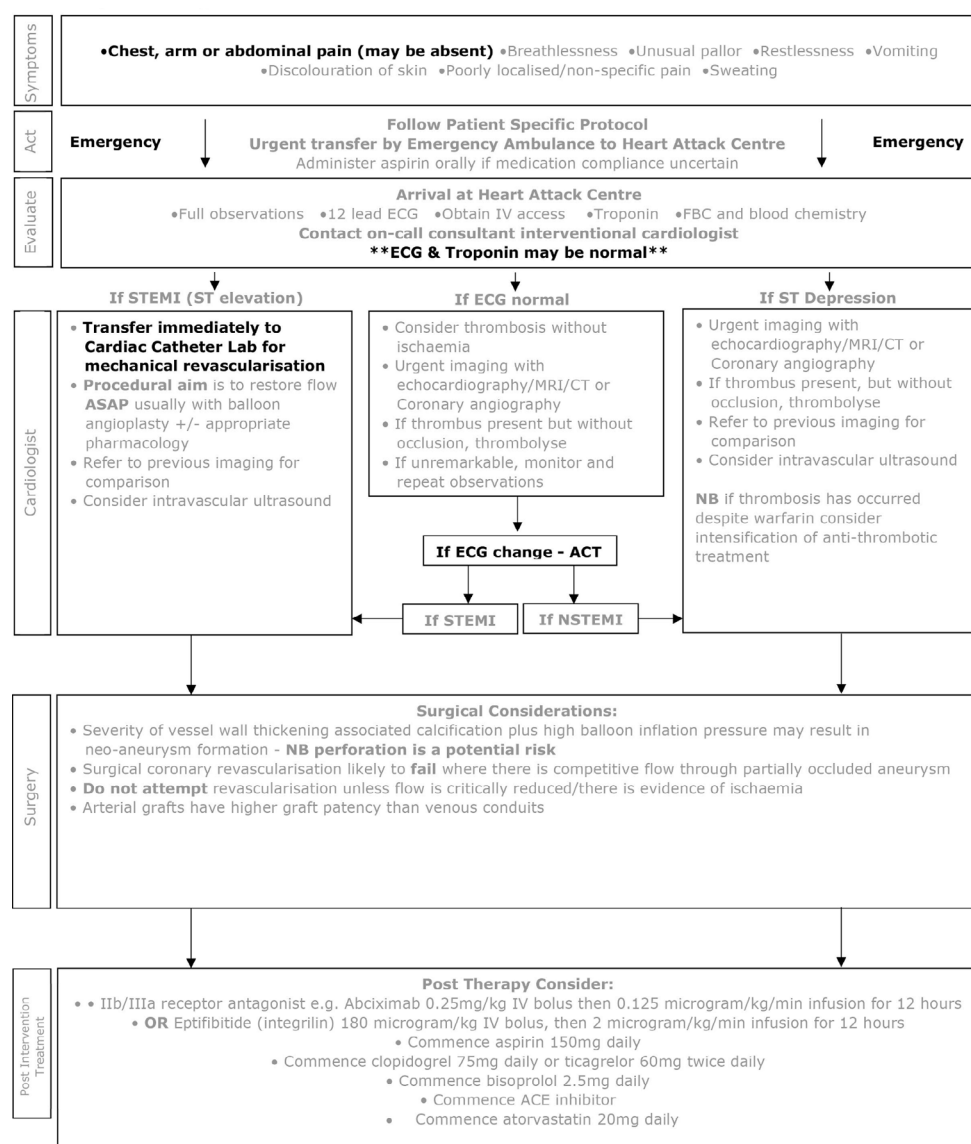 Symptoms
•Chest, arm or abdominal pain (may be absent) •Breathlessness •Unusual pallor •Restlessness •Vomiting
•Discolouration of skin •Poorly localised/non-specific pain •Sweating
Act
Emergency
Follow Patient Specific Protocol
Urgent transfer by Emergency Ambulance to Heart Attack Centre
Administer aspirin orally if medication compliance uncertain
Emergency
Evaluate
Arrival at Heart Attack Centre
•Full observations •12 lead ECG •Obtain IV access •Troponin •FBC and blood chemistry
Contact on-call consultant interventional cardiologist
**ECG & Troponin may be normal**
Cardiologist
If STEMI (ST elevation)
• Transfer immediately to
Cardiac Catheter Lab for
mechanical revascularisation
• Procedural aim is to restore flow
ASAP usually with balloon
angioplasty +/- appropriate
pharmacology
• Refer to previous imaging for
comparison
• Consider intravascular ultrasound
If ECG normal
• Consider thrombosis without
ischaemia
• Urgent imaging with
echocardiography/MRI/CT or
Coronary angiography
• If thrombus present but without
occlusion, thrombolyse
• If unremarkable, monitor and
repeat observations
If ECG change - ACT
If STEMI
If NSTEMI
If ST Depression
• Urgent imaging with
echocardiography/MRI/CT or
Coronary angiography
• If thrombus present, but without
occlusion, thrombolyse
• Refer to previous imaging for
comparison
• Consider intravascular ultrasound
NB if thrombosis has occurred
despite warfarin consider
intensification of anti-thrombotic
treatment
Surgery
Surgical Considerations:
• Severity of vessel wall thickening associated calcification plus high balloon inflation pressure may result in
neo-aneurysm formation - NB perforation is a potential risk
• Surgical coronary revascularisation likely to fail where there is competitive flow through partially occluded aneurysm
• Do not attempt revascularisation unless flow is critically reduced/there is evidence of ischaemia
• Arterial grafts have higher graft patency than venous conduits
Post Intervention
Treatment
Post Therapy Consider:
• • IIb/IIIa receptor antagonist e.g. Abciximab 0.25mg/kg IV bolus then 0.125 microgram/kg/min infusion for 12 hours
• OR Eptifibitide (integrilin) 180 microgram/kg IV bolus, then 2 microgram/kg/min infusion for 12 hours
• Commence aspirin 150mg daily
• Commence clopidogrel 75mg daily or ticagrelor 60mg twice daily
• Commence bisoprolol 2.5mg daily
• Commence ACE inhibitor
• Commence atorvastatin 20mg daily